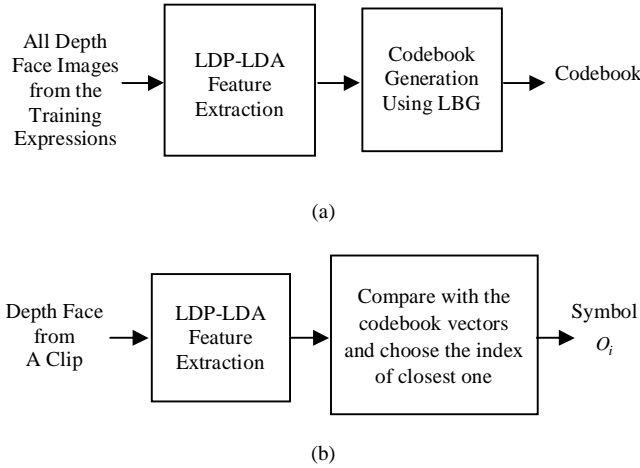 All Depth
Face Images
from the
Training
Expressions
LDP-LDA
Feature
Extraction
Codebook
Generation
Using LBG
Codebook
(a)
Depth Face
from
A Clip
LDP-LDA
Feature
Extraction
Compare with the
codebook vectors
and choose the index
of closest one
Symbol
O_i
(b)